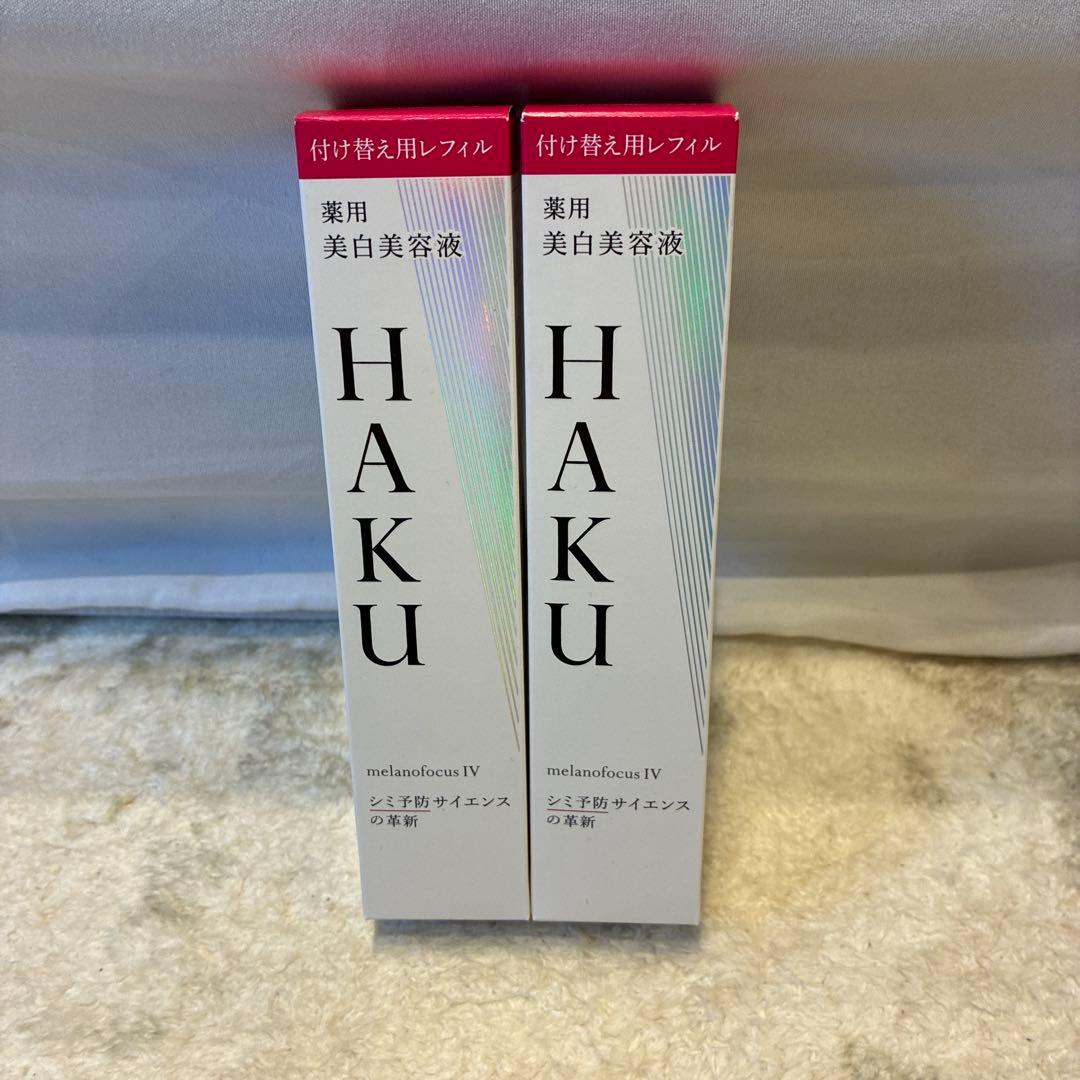 付け替え用レフィル
薬用
美白美容液
HAKU
melanofocus IV
シミ予防サイエンス
の革新
付け替え用レフィル
薬用
美白美容液
HAKU
melanofocus IV
シミ予防サイエンス
の革新